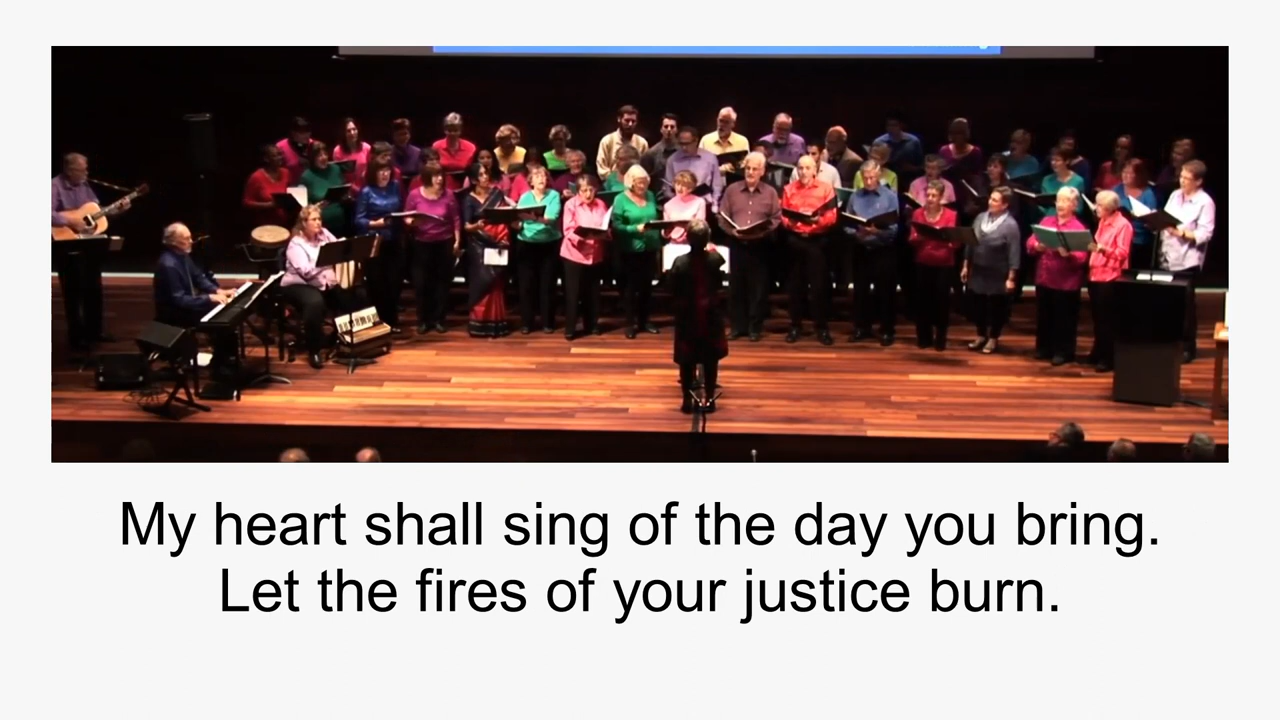 My heart shall sing of the day you bring.
Let the fires of your justice burn.